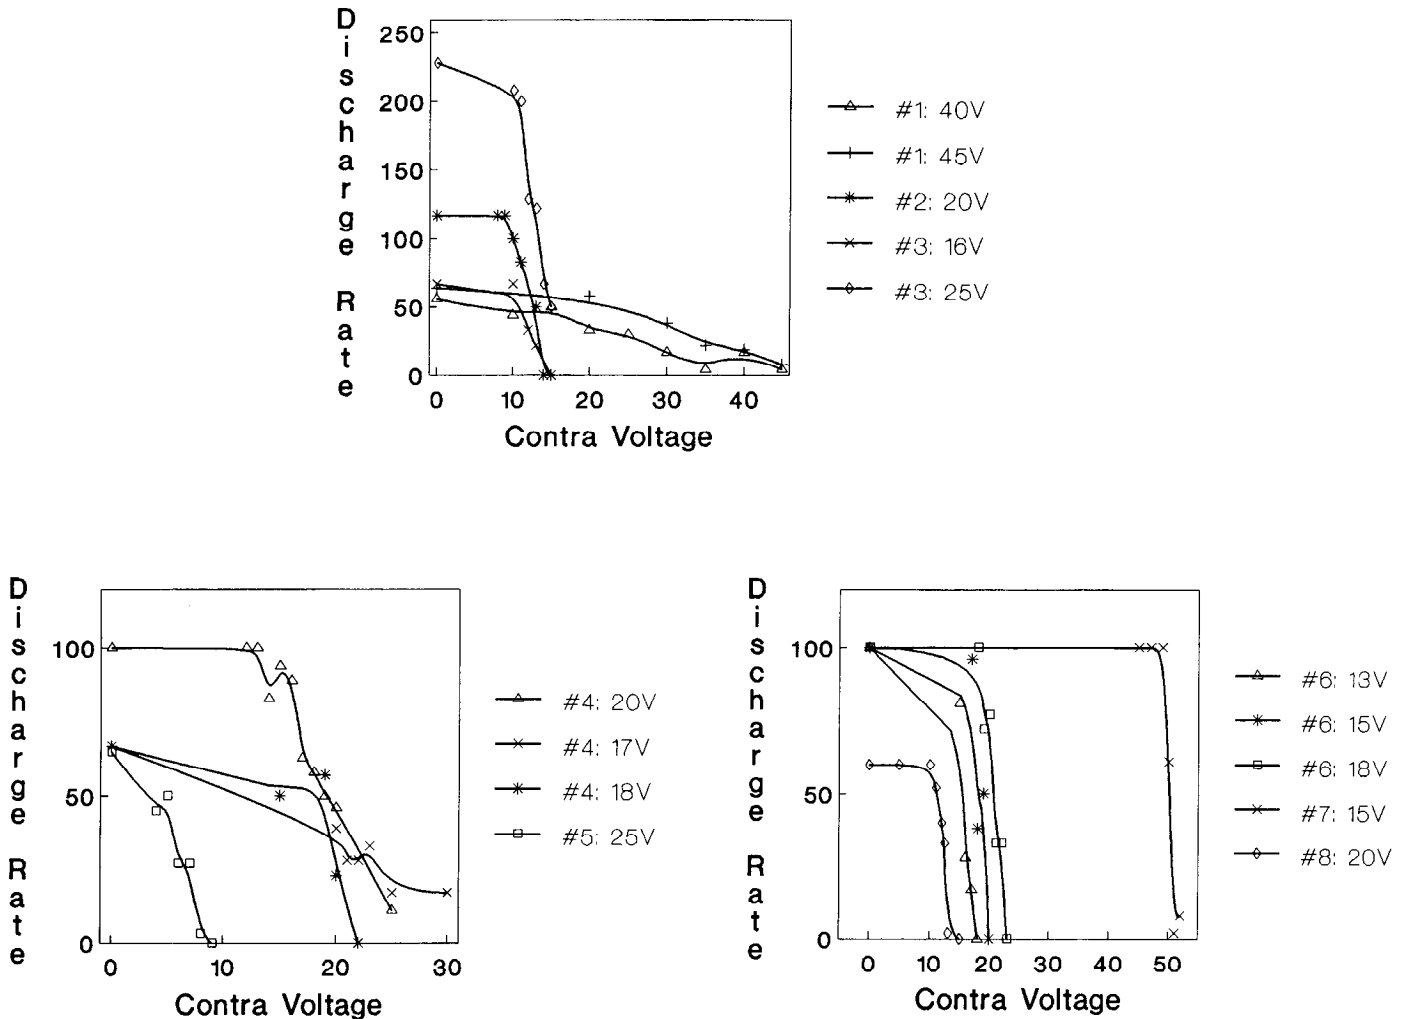 Discharge Rate
250
200
150
100
50
0
0 10 20 30 40
Contra Voltage
#1: 40V
#1: 45V
#2: 20V
#3: 16V
#3: 25V
Discharge Rate
100
50
0
0 10 20 30
Contra Voltage
#4: 20V
#4: 17V
#4: 18V
#5: 25V
Discharge Rate
100
50
0
0 10 20 30 40 50
Contra Voltage
#6: 13V
#6: 15V
#6: 18V
#7: 15V
#8: 20V